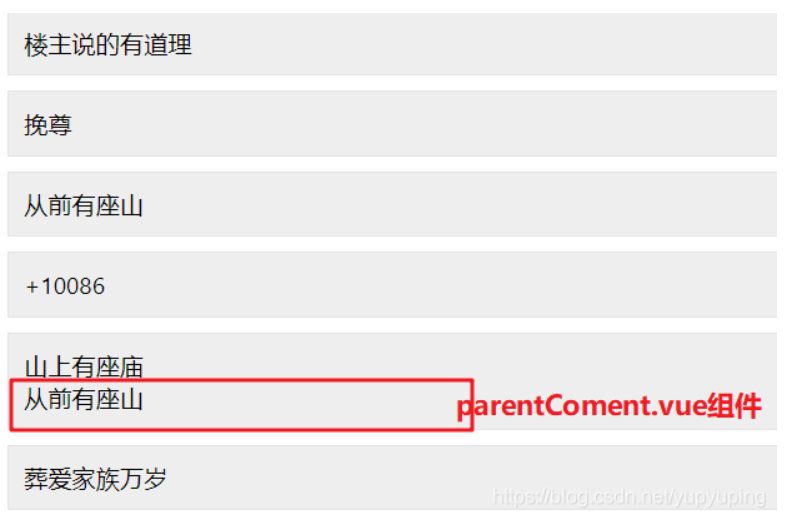 楼主说的有道理
挽尊
从前有座山
+10086
山上有座庙
从前有座山
parentComent.vue组件
葬爱家族万岁
https://blog.csdn.net/yupyuping